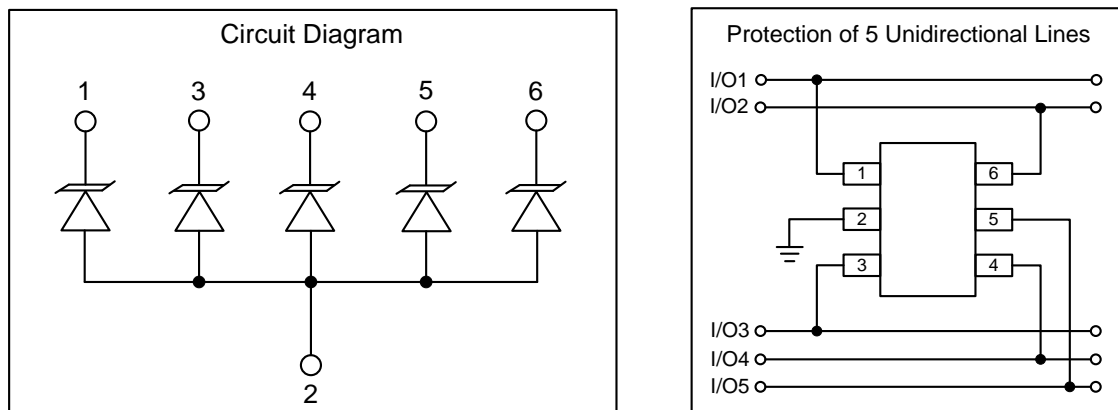 Circuit Diagram
1 3 4 5 6
2
Protection of 5 Unidirectional Lines
I/O1
I/O2
1 6
2 5
3 4
I/O3
I/O4
I/O5